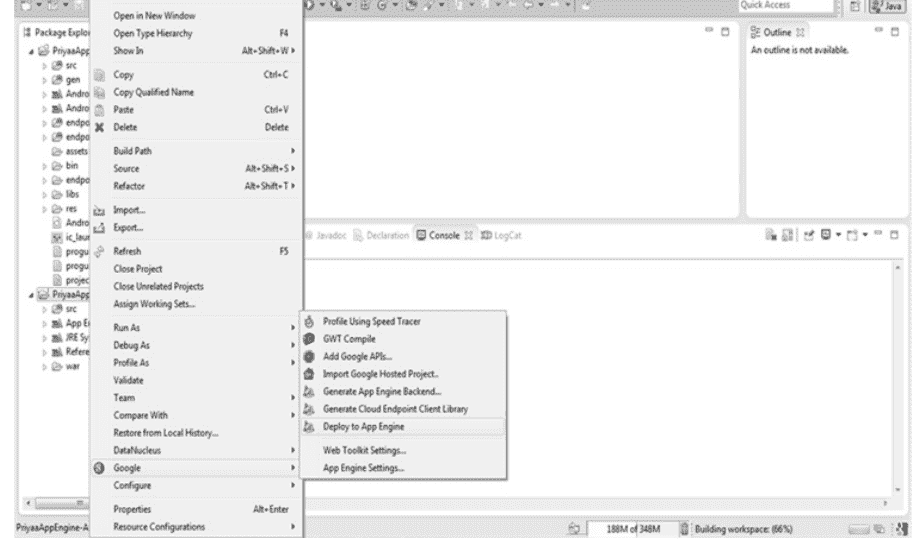 Quick Access
Java
Package Explo
PriyaaApp
src
gen
Andro
Andro
endpo
endpo
assets
bin
endpo
libs
res
Andro
ic_laur
progu
progu
projec
PriyaaApp
src
App E
JRE Sy
Refere
war
Open in New Window
Open Type Hierarchy F4
Show In Alt+Shift+W
Copy Ctrl+C
Copy Qualified Name
Paste Ctrl+V
Delete Delete
Build Path
Source Alt+Shift+S
Refactor Alt+Shift+T
Import...
Export...
Refresh F5
Close Project
Close Unrelated Projects
Assign Working Sets...
Run As
Debug As
Profile As
Validate
Team
Compare With
Restore from Local History...
DataNucleus
Google
Configure
Properties Alt+Enter
Resource Configurations
Profile Using Speed Tracer
GWT Compile
Add Google APIs...
Import Google Hosted Project..
Generate App Engine Backend...
Generate Cloud Endpoint Client Library
Deploy to App Engine
Web Toolkit Settings...
App Engine Settings...
Outline
An outline is not available.
@ Javadoc Declaration Console LogCat
PriyaaAppEngine-A
188M of 348M Building workspace: (66%)